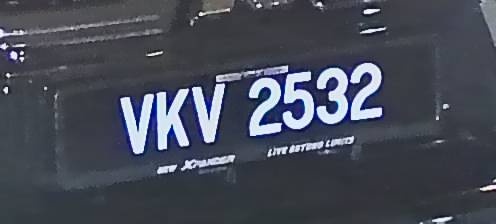 VKV 2532
NEW XPANDER LIVE BEYOND LIMITS